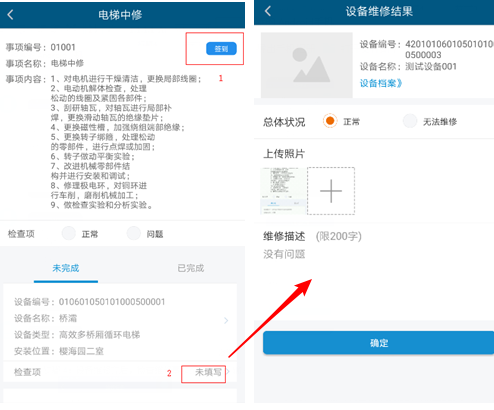 电梯中修
事项编号： 01001
签到
事项名称： 电梯中修
1
事项内容： 1、对电机进行干燥清洁，更换局部线圈；
2、电动机解体检查，处理
松动的线圈及紧固各部件；
3、刮研轴瓦，对轴瓦进行局部补
焊，更换滑动轴瓦的绝缘垫片；
4、更换磁性槽，加强绕组端部绝缘；
5、更换转子绑箍，处理松动
的零部件，进行点焊或加固；
6、转子做动平衡实验；
7、改进机械零部件结
构并进行安装和调试；
8、修理极电环，对铜环进
行车削，磨削机械加工；
9、做检查实验和分析实验。
检查项 正常 问题
未完成 已完成
设备编号： 010601050101000500001
设备名称： 桥灞
设备类型： 高效多桥厢循环电梯
安装位置： 樱海园二室
检查项 2 未填写
设备维修结果
设备编号： 4201010601050101000
0500003
设备名称： 测试设备001
设备档案》
总体状况 正常 无法维修
上传照片
维修描述 (限200字)
没有问题
确定